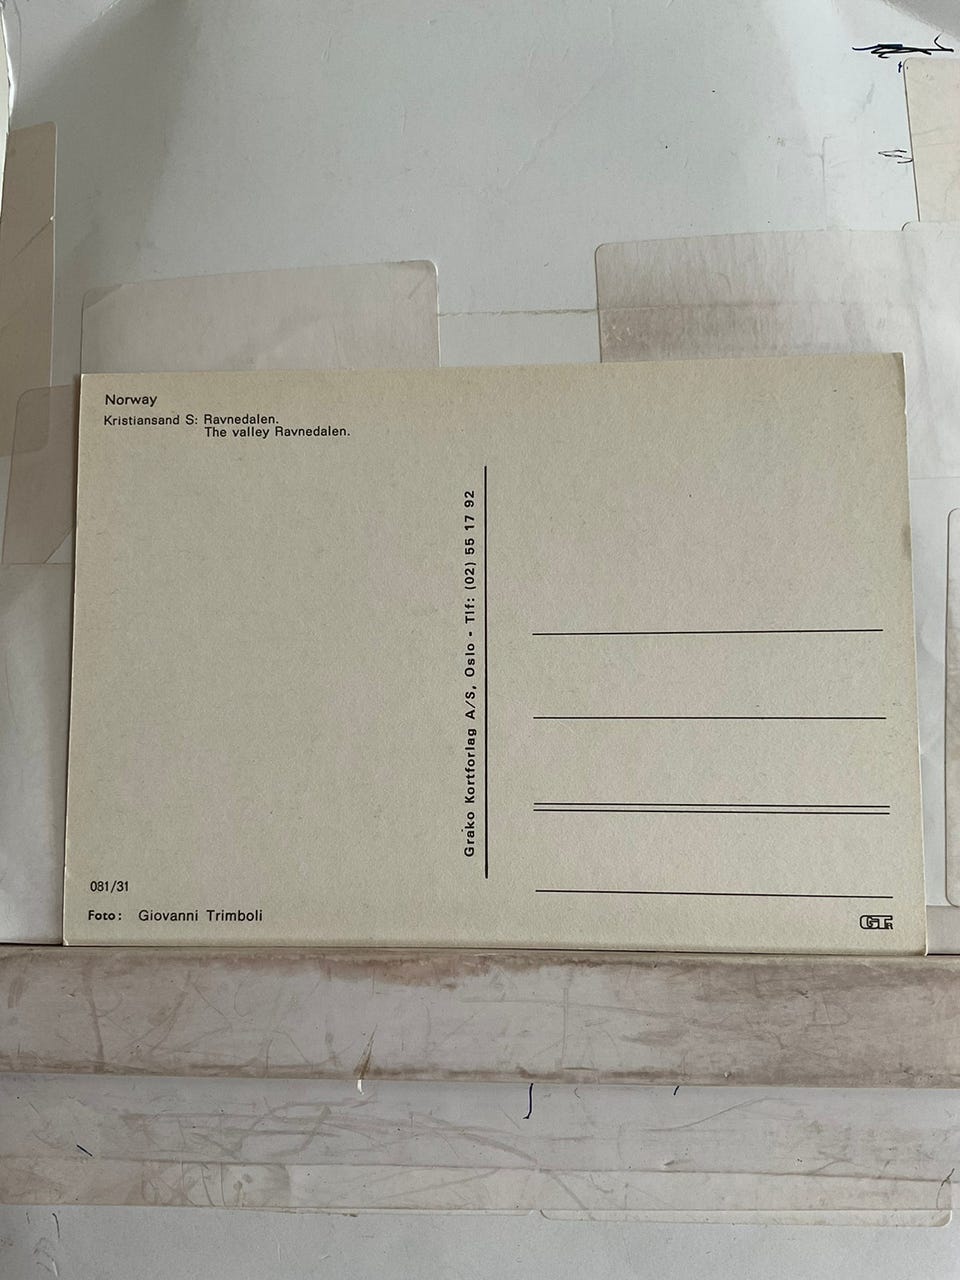 Norway
Kristiansand S: Ravnedalen.
The valley Ravnedalen.
Grako Kortforlag A/S, Oslo - Tlf: (02) 55 17 92
081/31
Foto: Giovanni Trimboli